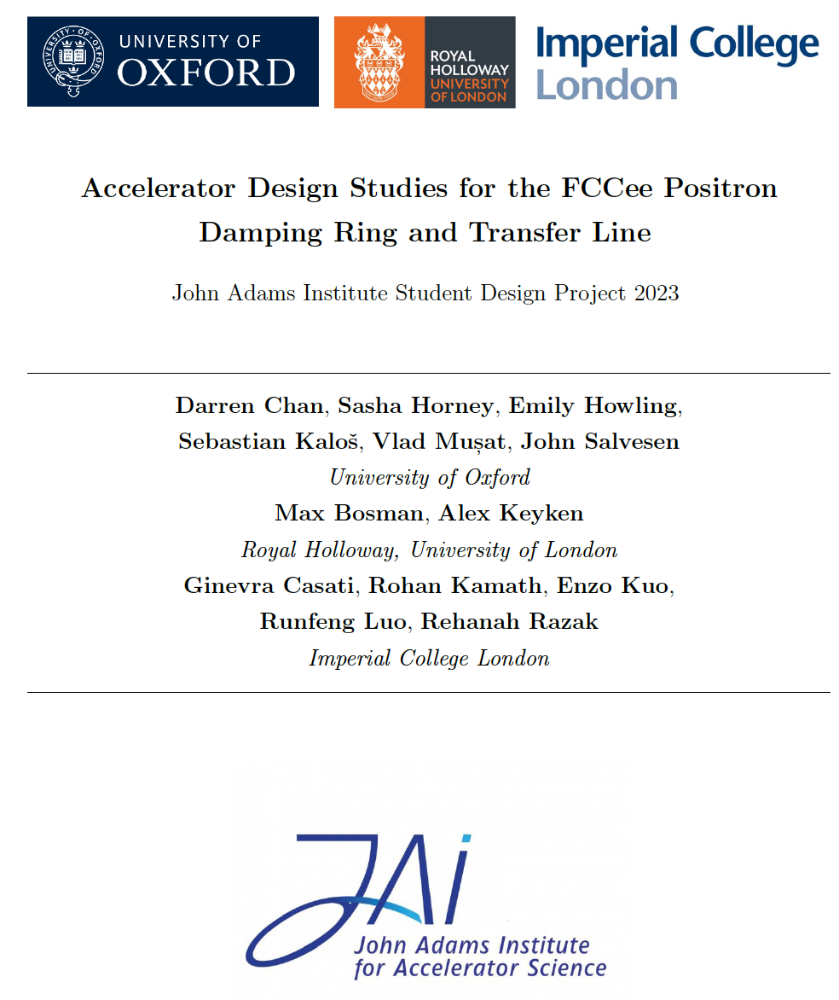 UNIVERSITY OF
OXFORD
UNIVERSITY OF OXFORD
ROYAL
HOLLOWAY
UNIVERSITY
OF LONDON
Imperial College
London
Accelerator Design Studies for the FCCee Positron
Damping Ring and Transfer Line
John Adams Institute Student Design Project 2023
Darren Chan, Sasha Horney, Emily Howling,
Sebastian Kaloš, Vlad Mușat, John Salvesen
University of Oxford
Max Bosman, Alex Keyken
Royal Holloway, University of London
Ginevra Casati, Rohan Kamath, Enzo Kuo,
Runfeng Luo, Rehanah Razak
Imperial College London
JAi
John Adams Institute
for Accelerator Science